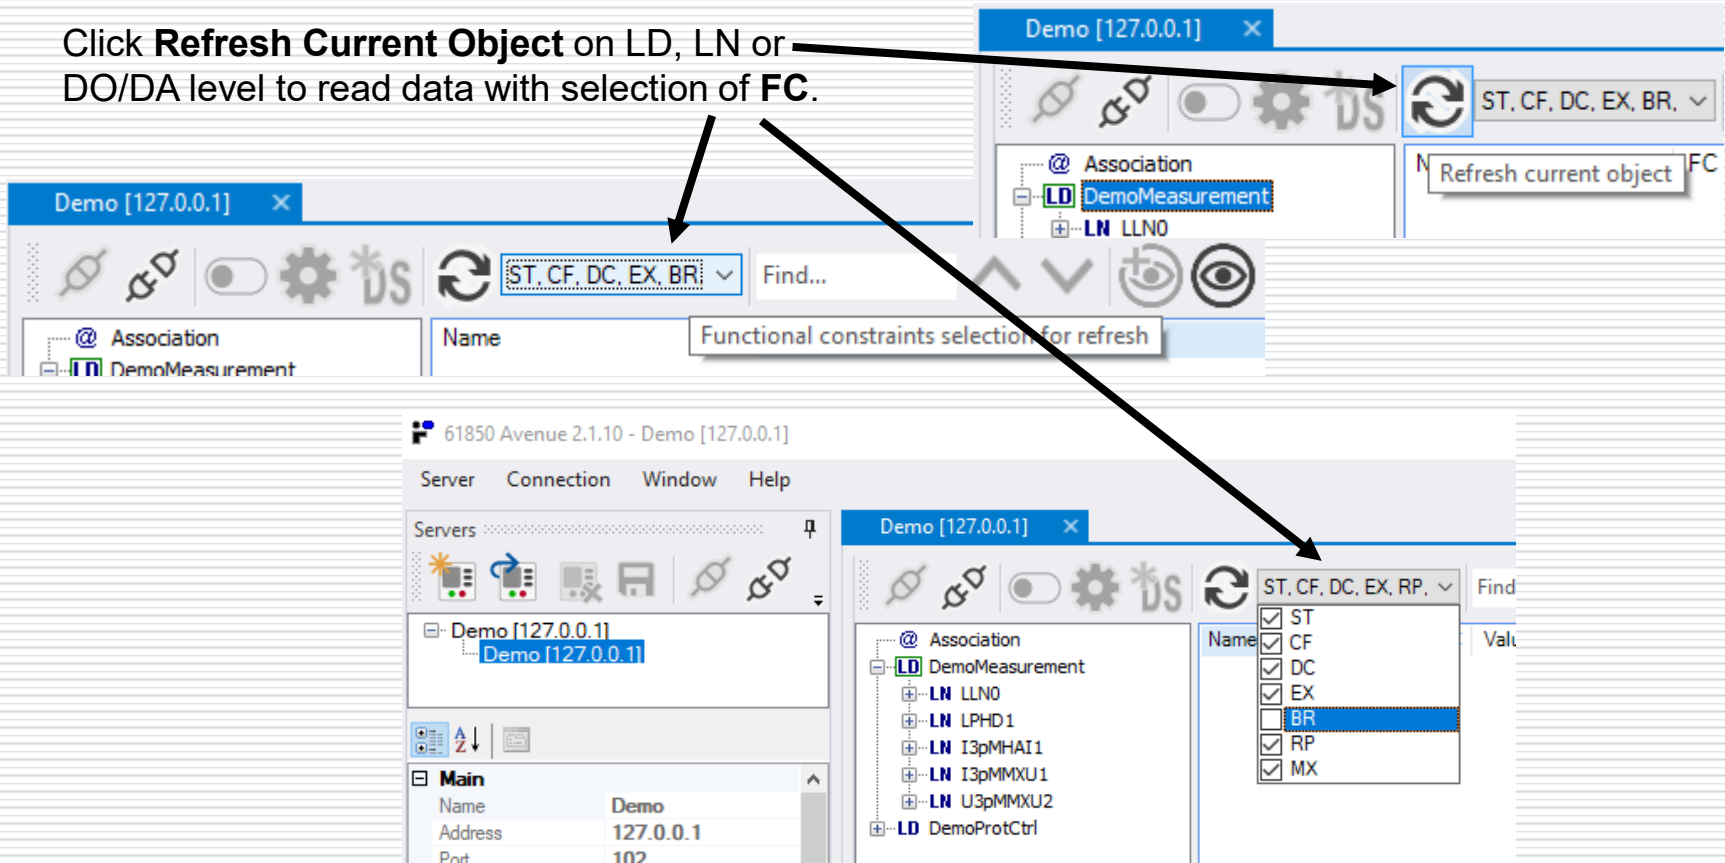 Click Refresh Current Object on LD, LN or
DO/DA level to read data with selection of FC.
Demo [127.0.0.1] ×
DS
ST, CF, DC, EX, BR,
@ Association
LD DemoMeasurement
LN LLN0
FC
Refresh current object
Demo [127.0.0.1] ×
DS
ST, CF, DC, EX, BR
Find...
@ Association
Name
LD DemoMeasurement
Functional constraints selection for refresh
61850 Avenue 2.1.10 - Demo [127.0.0.1]
Server Connection Window Help
Servers
Demo [127.0.0.1]
Demo [127.0.0.1]
A
Z
Main
Name Demo
Address 127.0.0.1
Port 102
Demo [127.0.0.1] ×
DS
ST, CF, DC, EX, RP,
Find
@ Association
LD DemoMeasurement
LN LLN0
LN LPHD1
LN I3pMHAI1
LN I3pMMXU1
LN U3pMMXU2
LD DemoProtCtrl
Name
ST
CF
DC
EX
BR
RP
MX